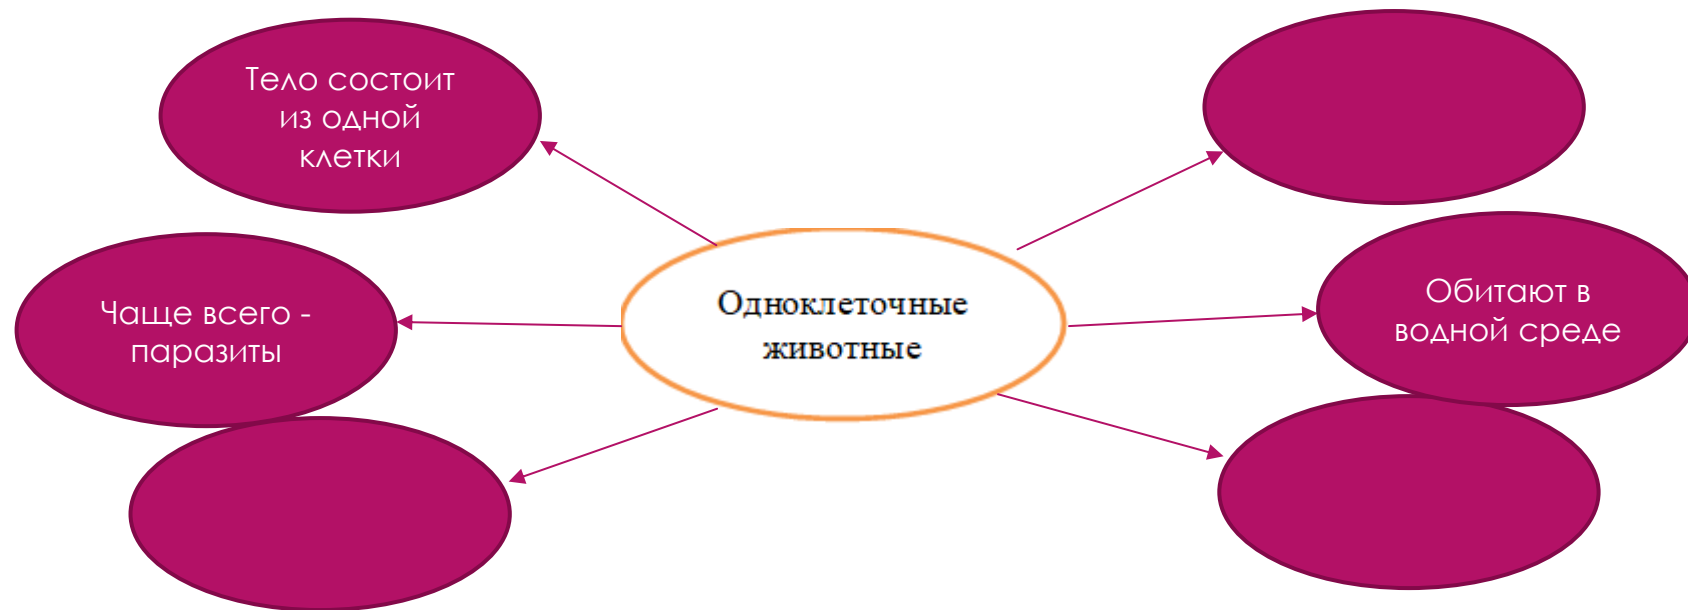 Тело состоит
из одной
клетки
Чаще всего -
паразиты
Одноклеточные
животные
Обитают в
водной среде